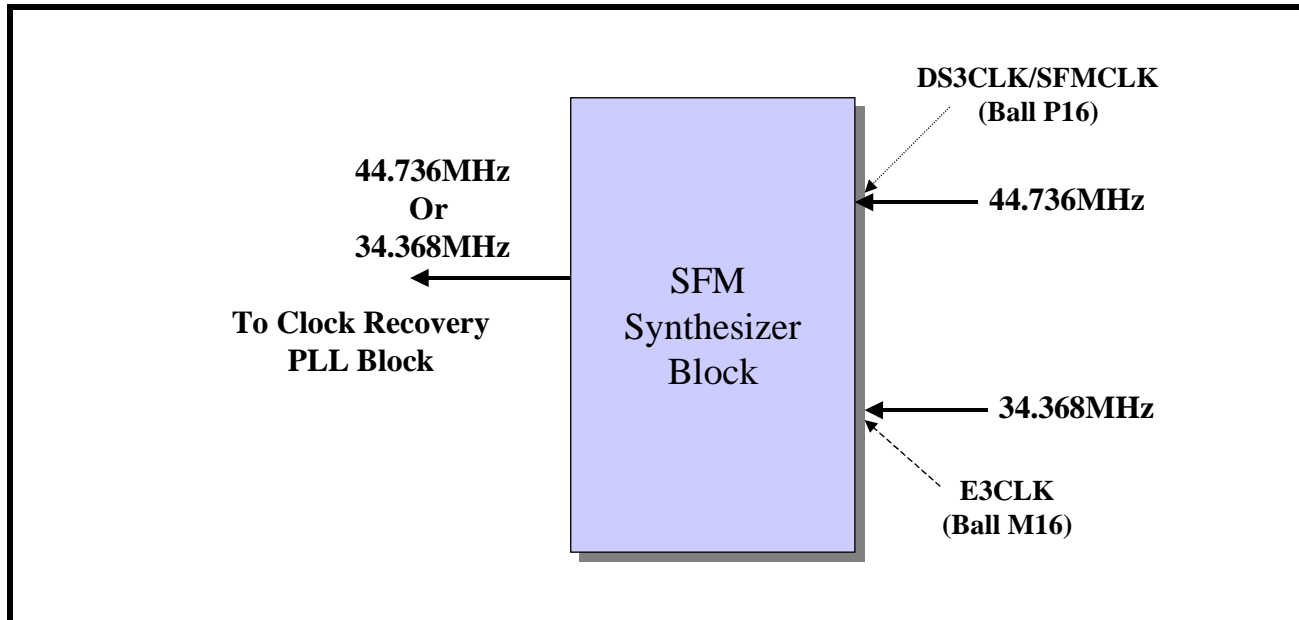 DS3CLK/SFMCLK
(Ball P16)
44.736MHz
Or
34.368MHz
44.736MHz
SFM
Synthesizer
Block
To Clock Recovery
PLL Block
34.368MHz
E3CLK
(Ball M16)